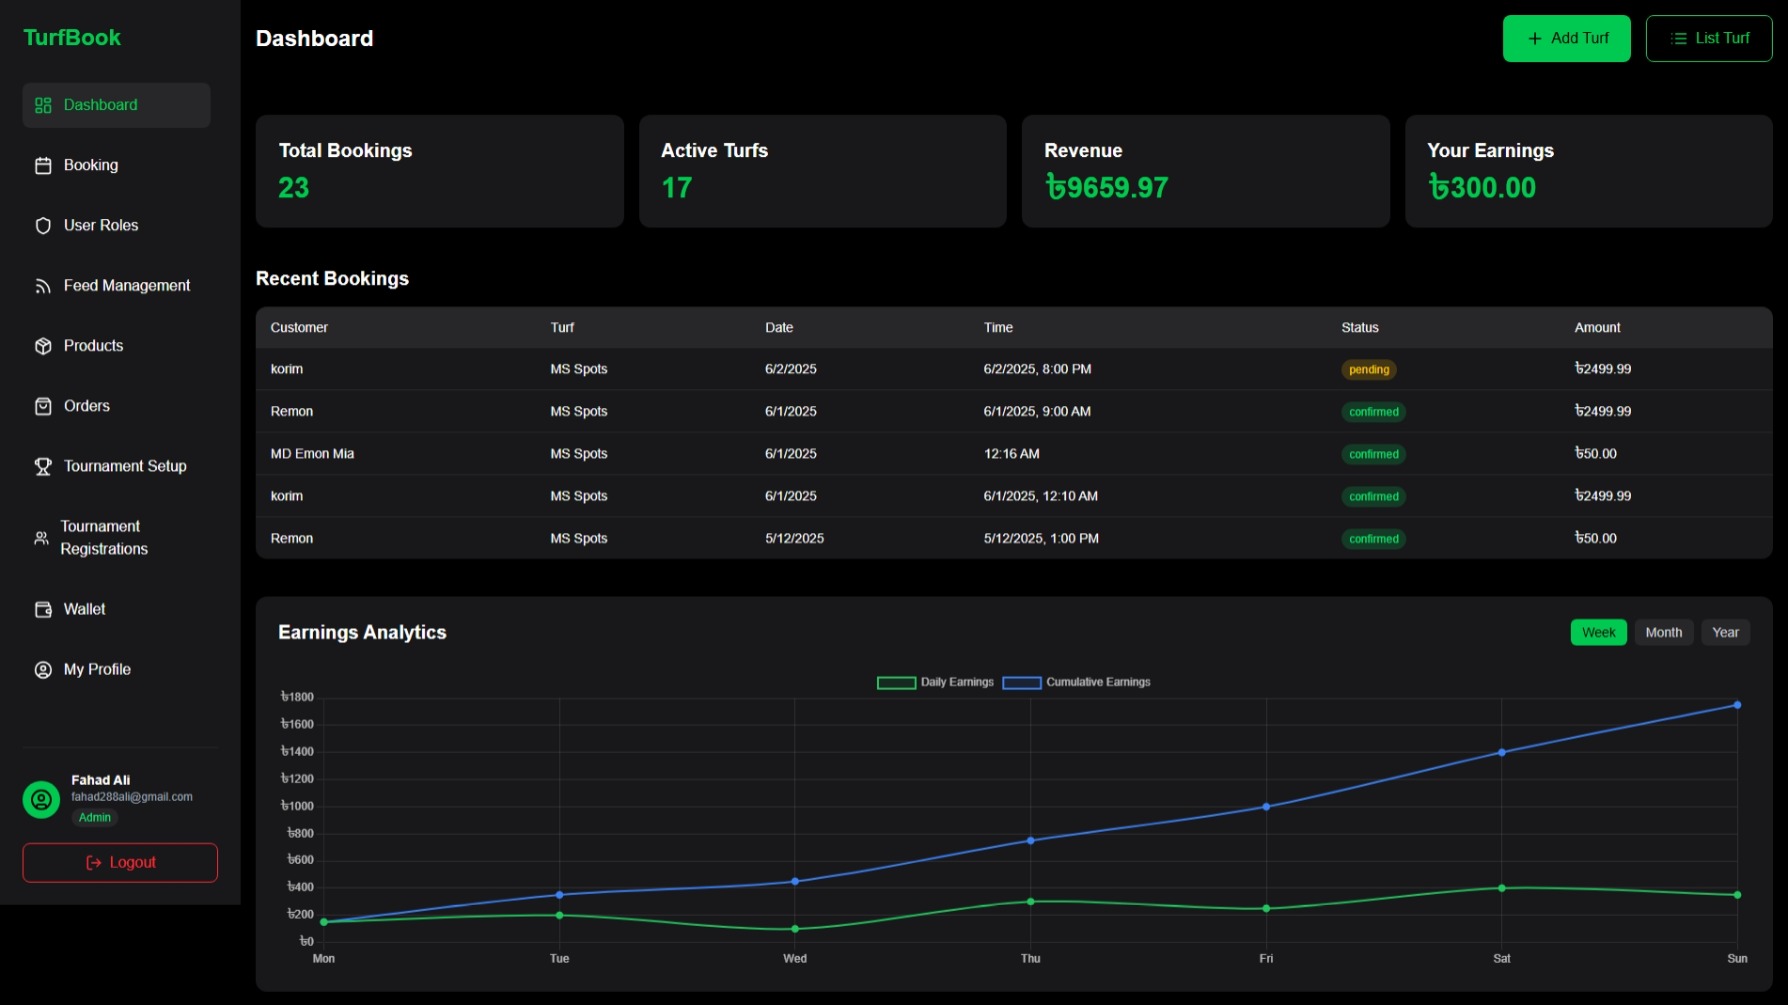 TurfBook
Dashboard
Booking
User Roles
Feed Management
Products
Orders
Tournament Setup
Tournament
Registrations
Wallet
My Profile
Fahad Ali
fahad288ali@gmail.com
Admin
Logout
Dashboard
Add Turf
List Turf
Total Bookings
23
Active Turfs
17
Revenue
৳9659.97
Your Earnings
৳300.00
Recent Bookings
Customer Turf Date Time Status Amount
korim MS Spots 6/2/2025 6/2/2025, 8:00 PM pending ৳2499.99
Remon MS Spots 6/1/2025 6/1/2025, 9:00 AM confirmed ৳2499.99
MD Emon Mia MS Spots 6/1/2025 12:16 AM confirmed ৳50.00
korim MS Spots 6/1/2025 6/1/2025, 12:10 AM confirmed ৳2499.99
Remon MS Spots 5/12/2025 5/12/2025, 1:00 PM confirmed ৳50.00
Earnings Analytics
Week Month Year
Daily Earnings Cumulative Earnings
৳1800
৳1600
৳1400
৳1200
৳1000
৳800
৳600
৳400
৳200
৳0
Mon Tue Wed Thu Fri Sat Sun